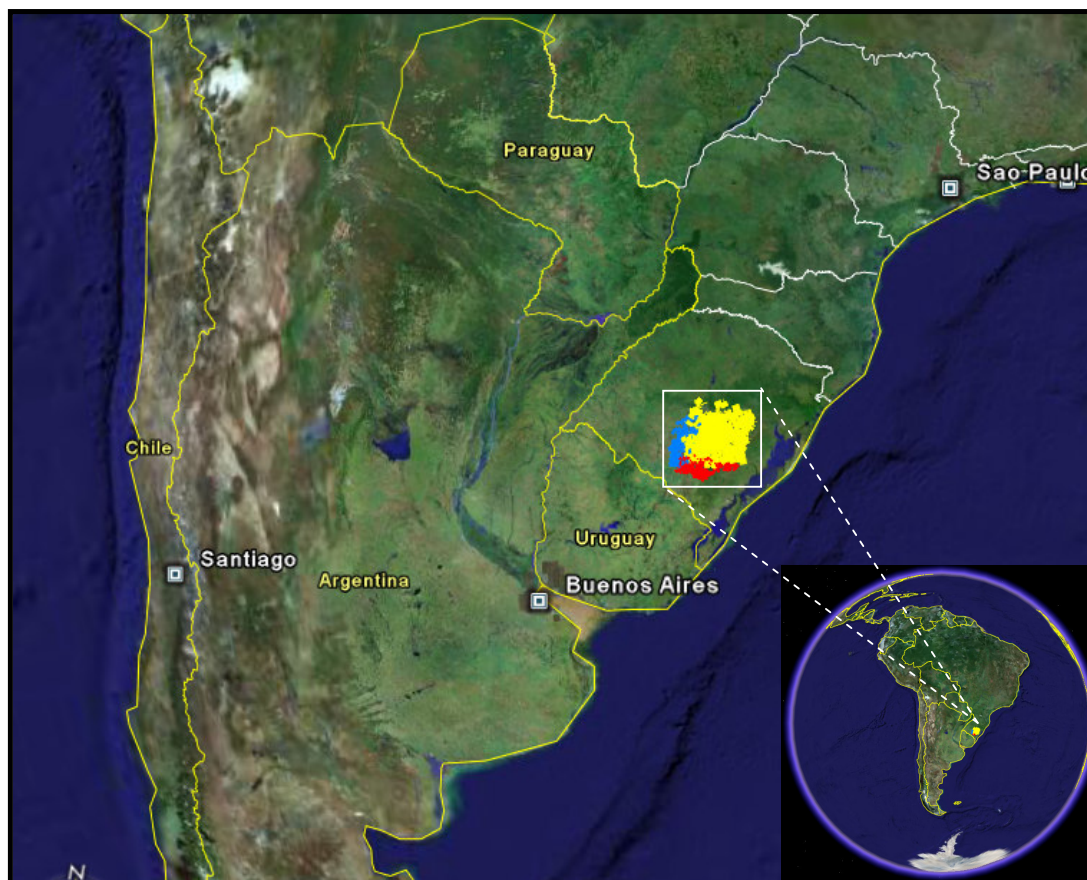 Paraguay
Sao Paulo
Chile
Uruguay
Santiago
Argentina
Buenos Aires
N